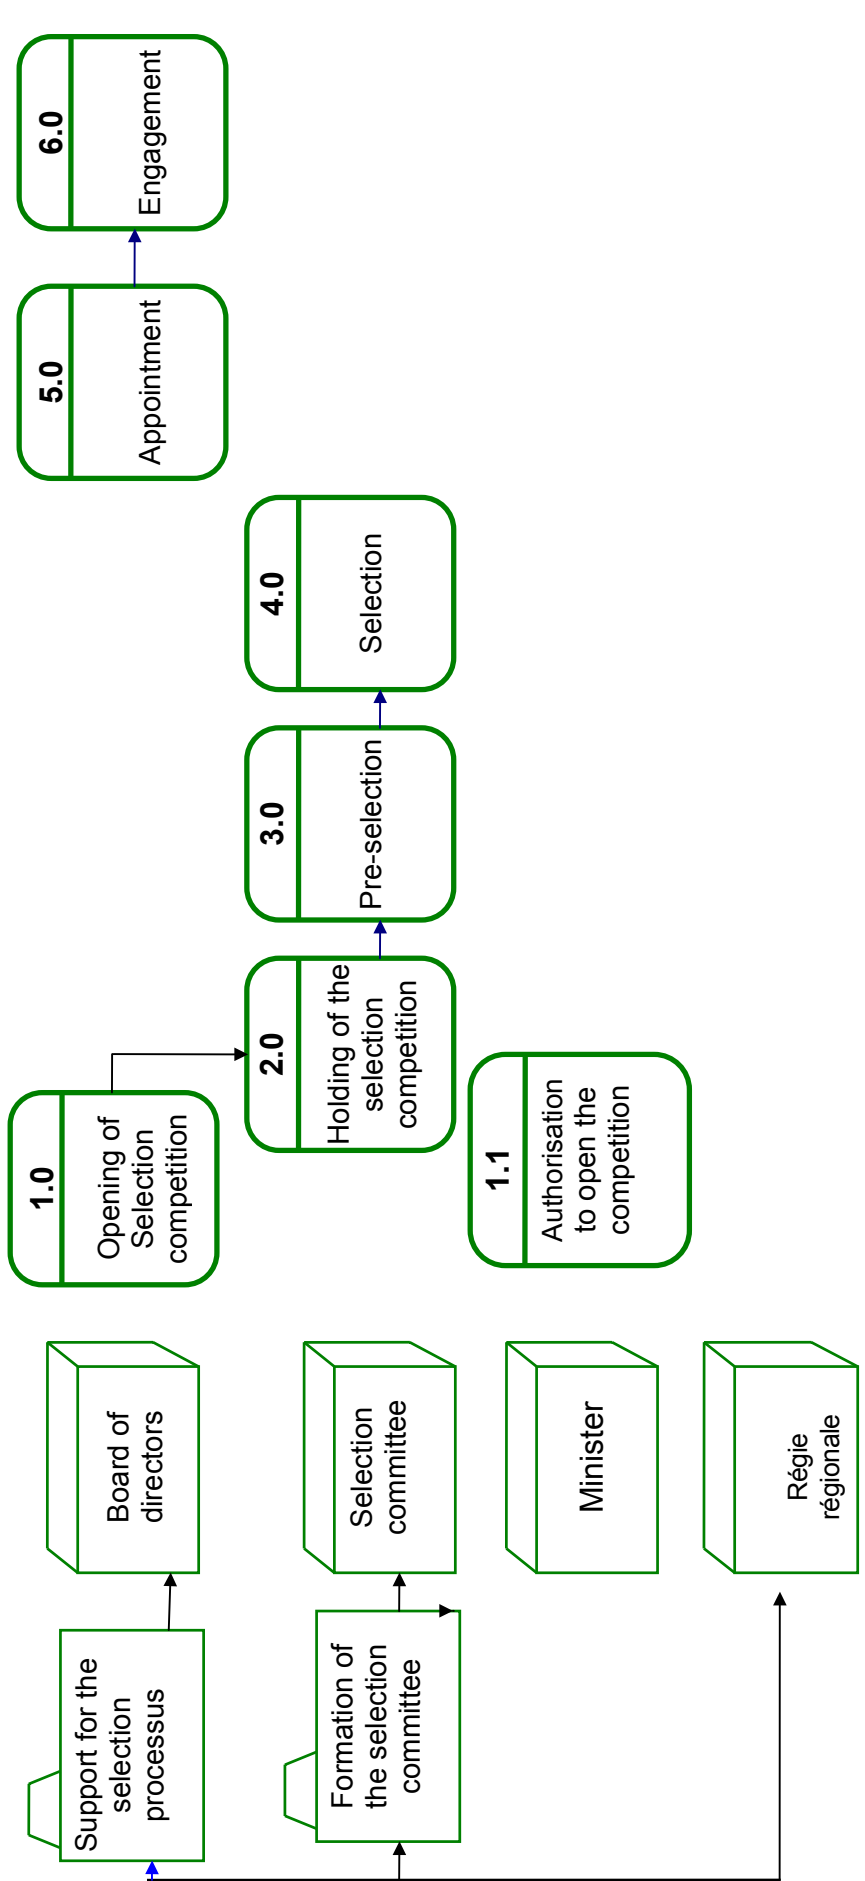 Support for the
selection
processus
Board of
directors
1.0
Opening of
Selection
competition
5.0
Appointment
6.0
Engagement
Formation of
the selection
committee
Selection
committee
2.0
Holding of the
selection
competition
3.0
Pre-selection
4.0
Selection
Minister
1.1
Authorisation
to open the
competition
Régie
régionale